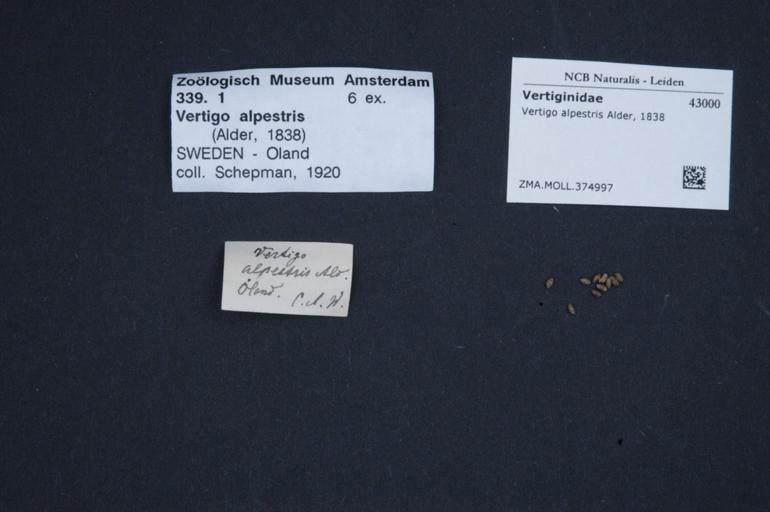 Zoölogisch Museum Amsterdam
339. 1 6 ex.
Vertigo alpestris
(Alder, 1838)
SWEDEN - Oland
coll. Schepman, 1920
NCB Naturalis - Leiden
Vertiginidae 43000
Vertigo alpestris Alder, 1838
ZMA.MOLL.374997
Vertigo
alpestris Ald.
Öland. C.A.W.